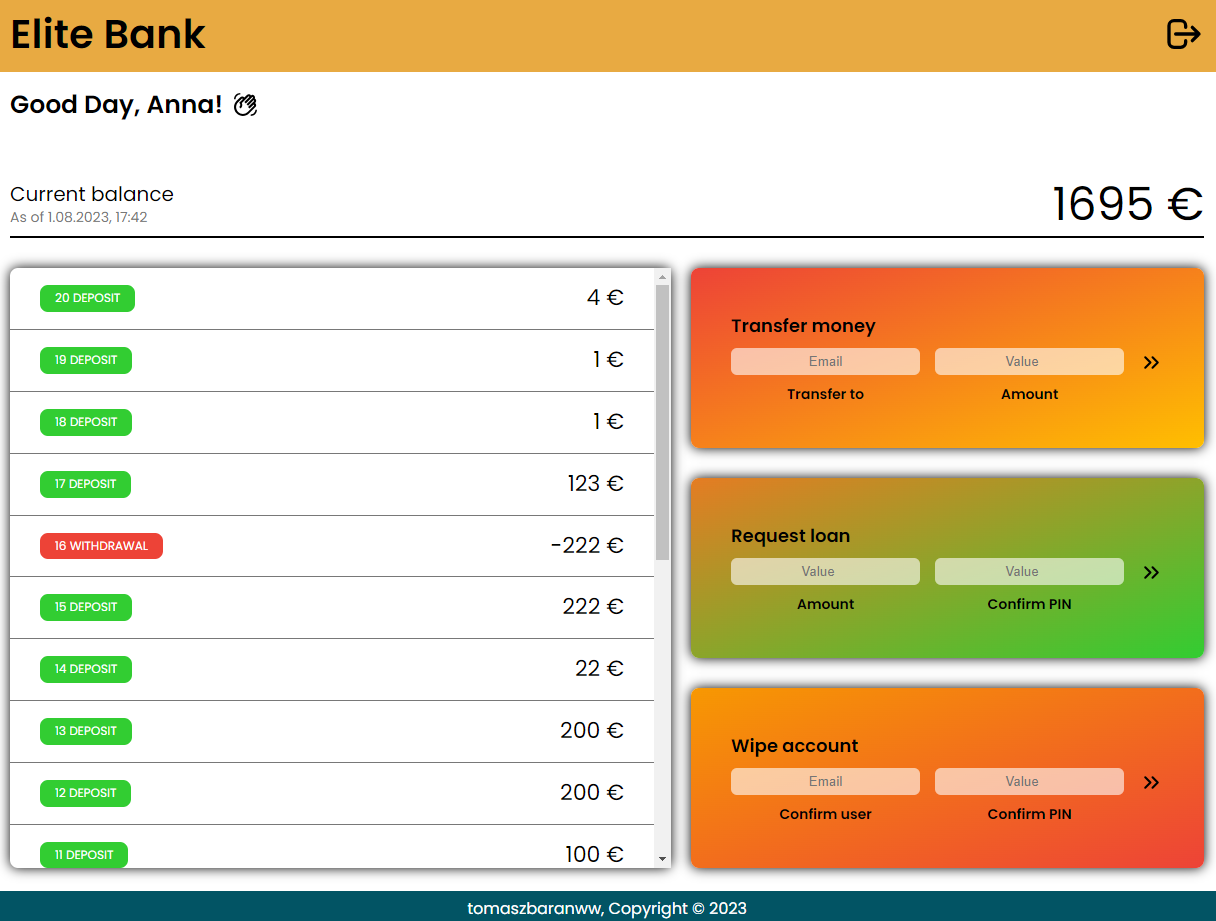 Elite Bank
Good Day, Anna!
Current balance
As of 1.08.2023, 17:42
1695 €
20 DEPOSIT 4 €
19 DEPOSIT 1 €
18 DEPOSIT 1 €
17 DEPOSIT 123 €
16 WITHDRAWAL -222 €
15 DEPOSIT 222 €
14 DEPOSIT 22 €
13 DEPOSIT 200 €
12 DEPOSIT 200 €
11 DEPOSIT 100 €
Transfer money
Email Value
Transfer to Amount
Request loan
Value Value
Amount Confirm PIN
Wipe account
Email Value
Confirm user Confirm PIN
tomaszbaranww, Copyright © 2023